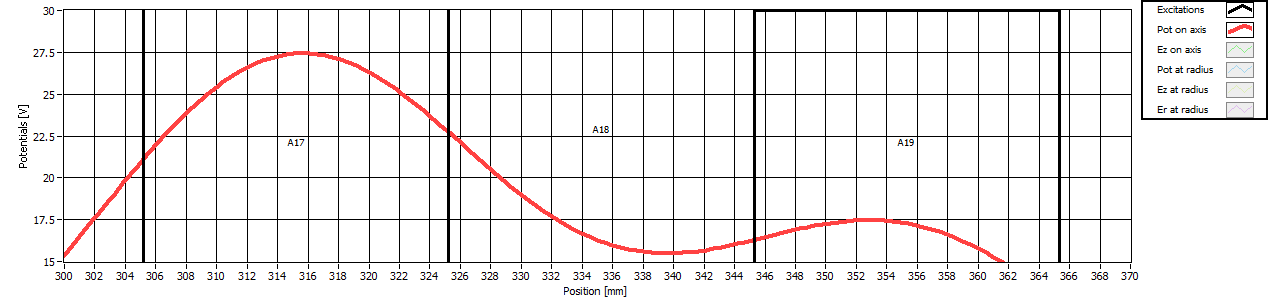 30
27.5
25
22.5
20
17.5
15
Potentials [V]
A17
A18
A19
300 302 304 306 308 310 312 314 316 318 320 322 324 326 328 330 332 334 336 338 340 342 344 346 348 350 352 354 356 358 360 362 364 366 368 370
Position [mm]
Excitations
Pot on axis
Ez on axis
Pot at radius
Ez at radius
Er at radius